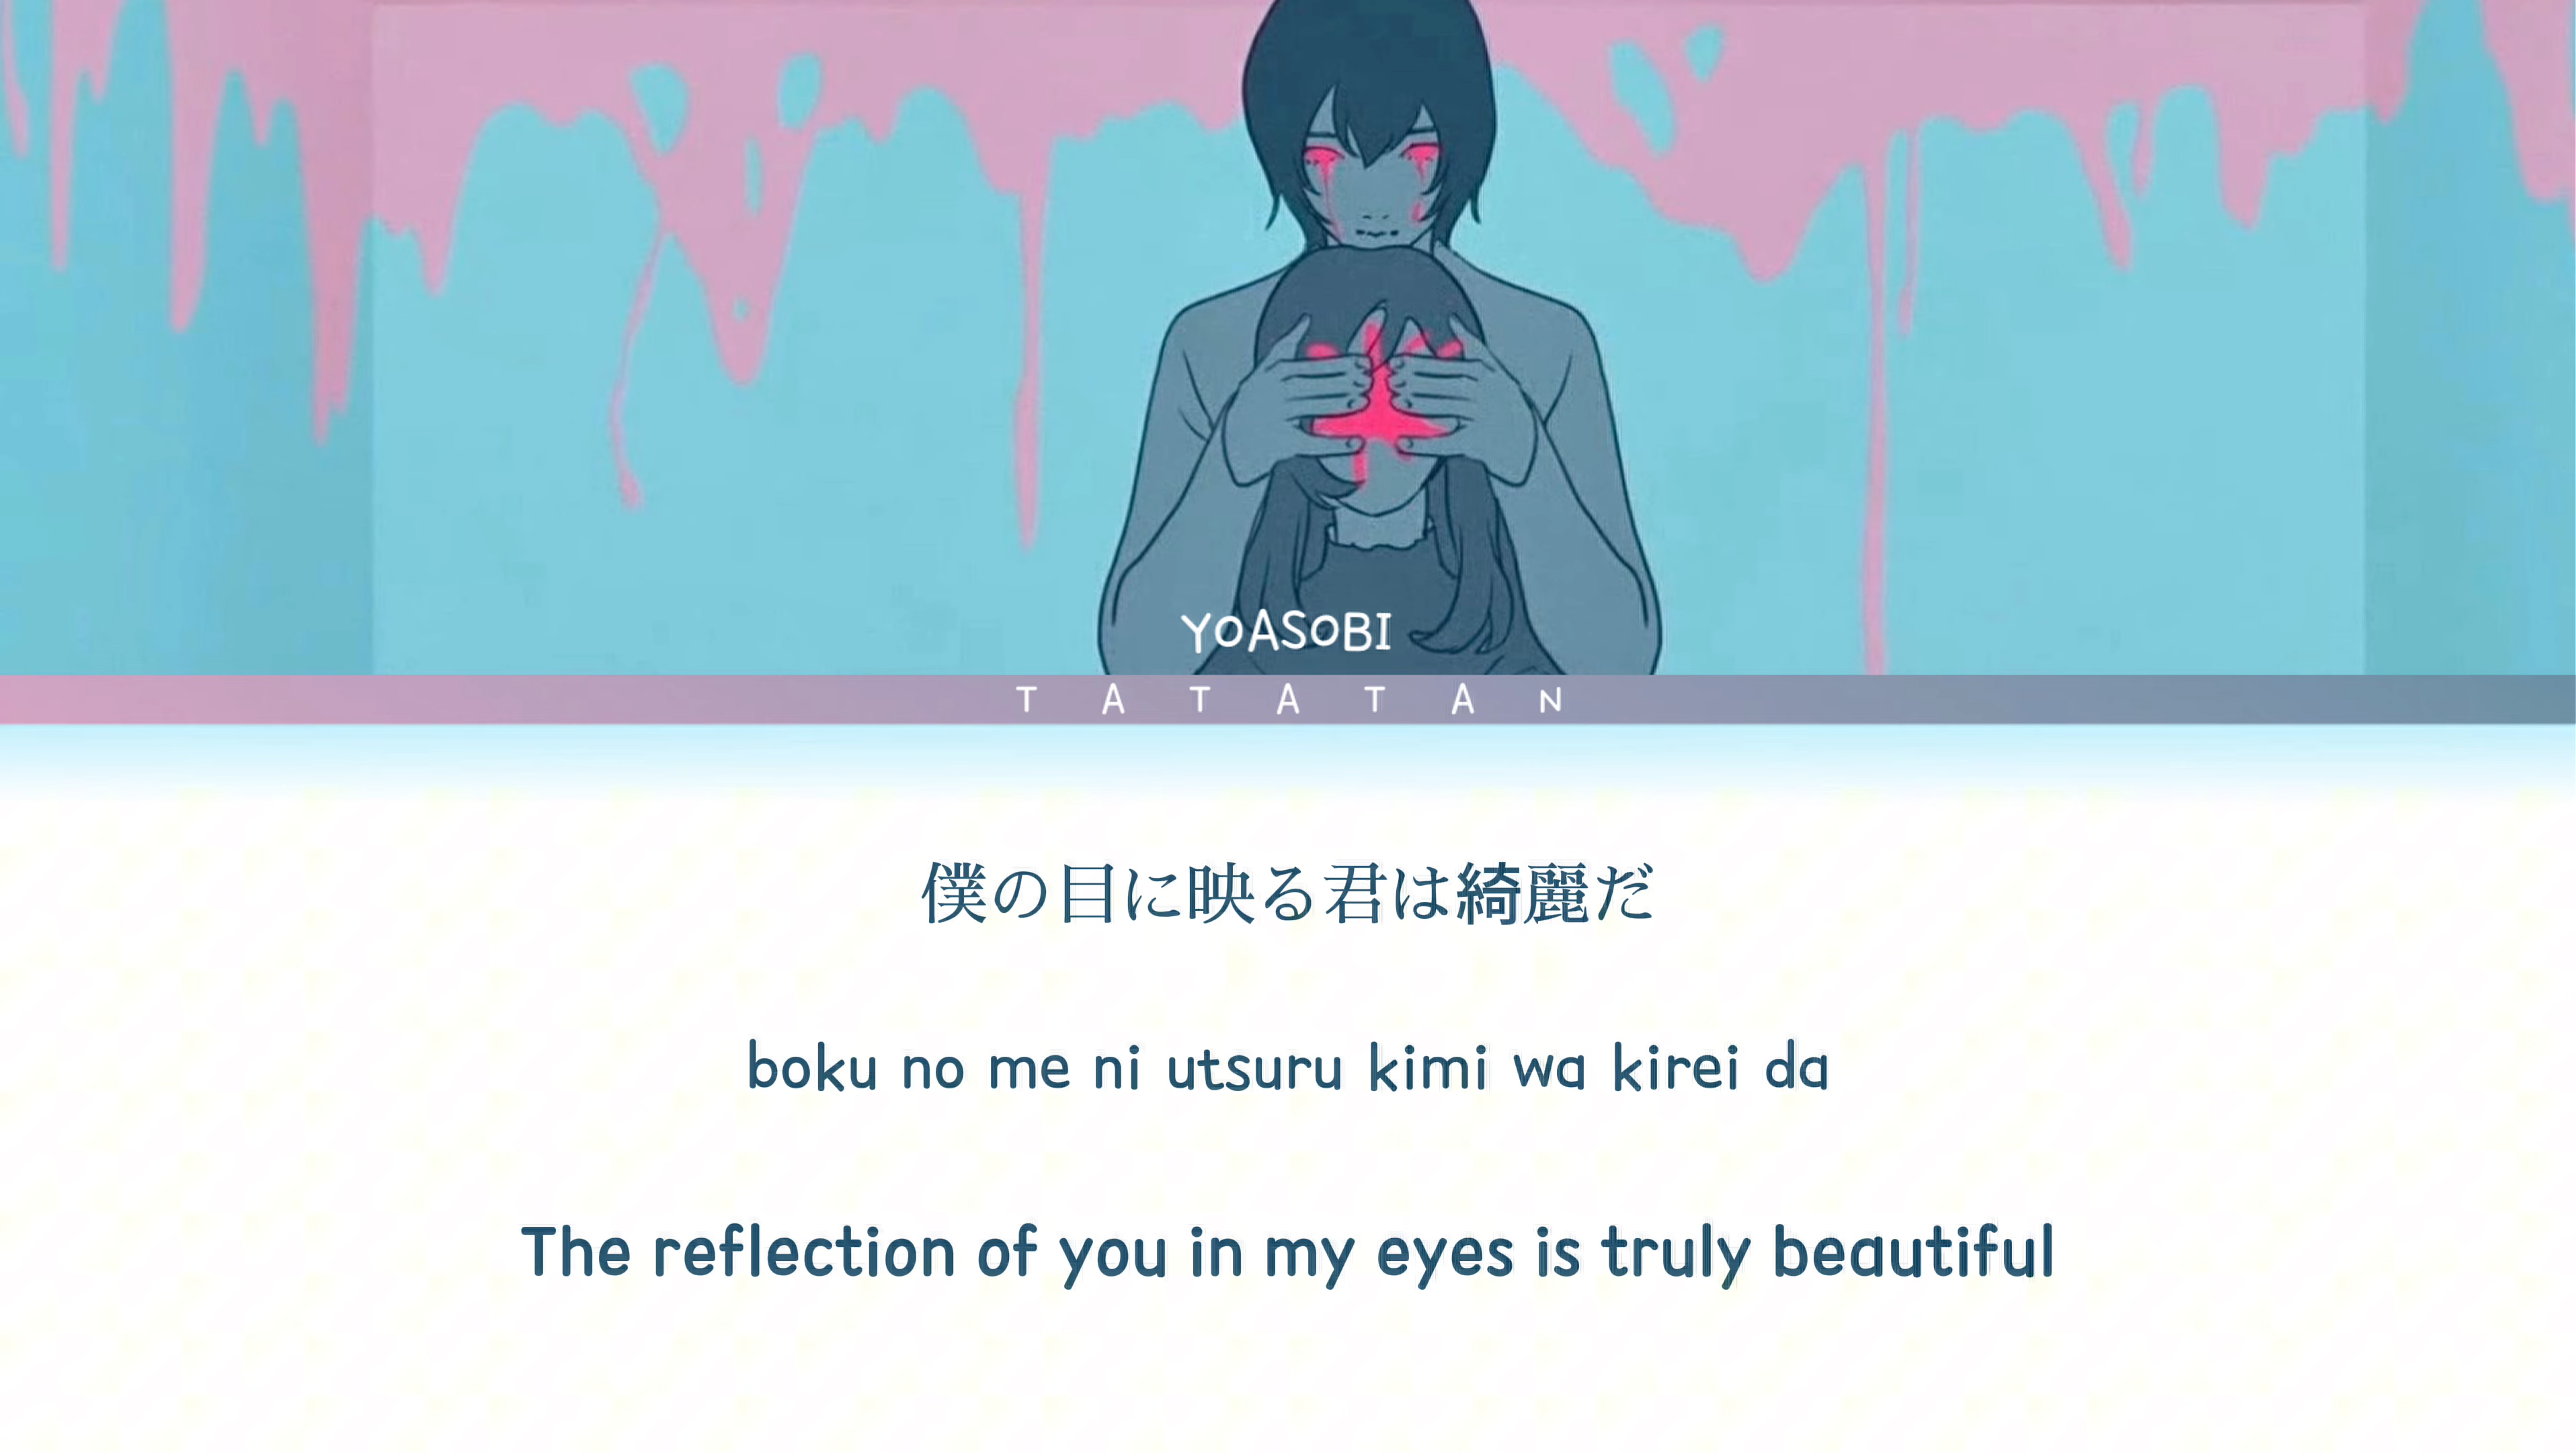 YOASOBI
TATATAN
僕の目に映る君は綺麗だ
boku no me ni utsuru kimi wa kirei da
The reflection of you in my eyes is truly beautiful